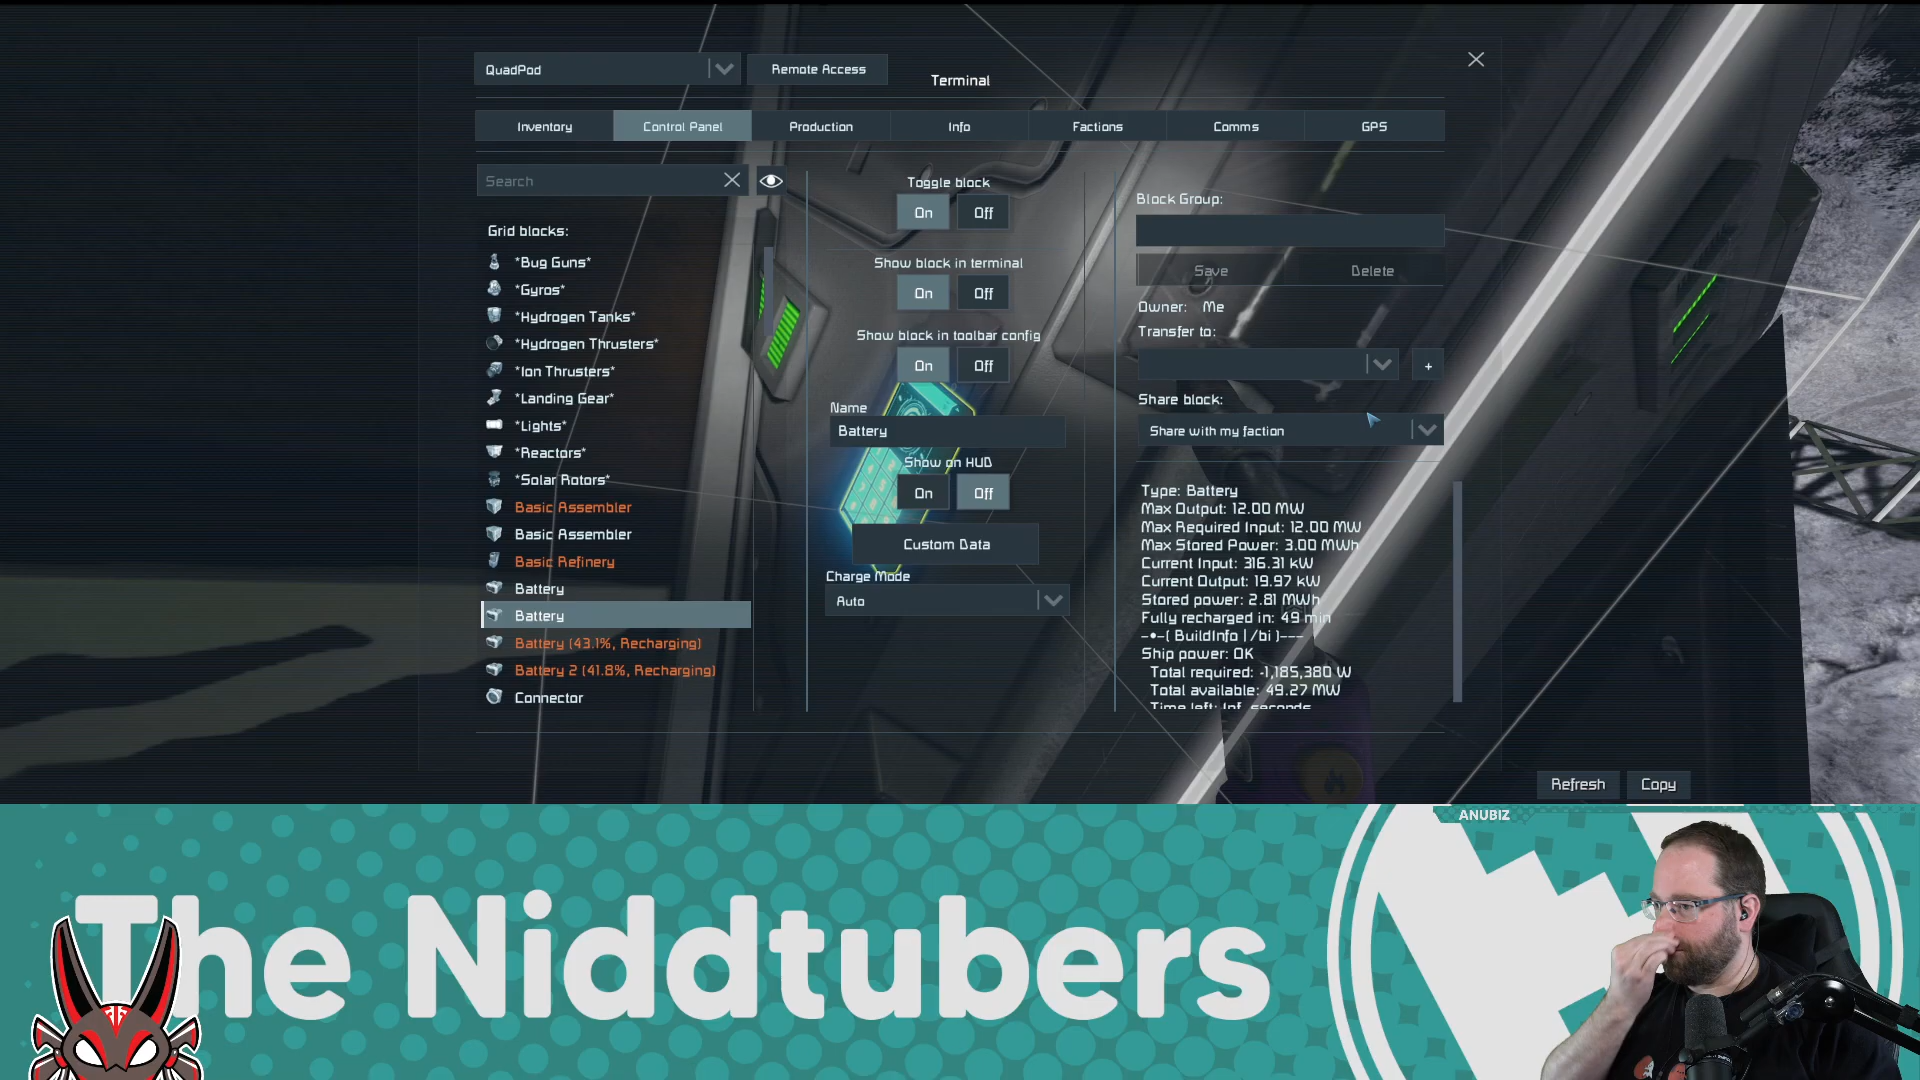 QuadPod
Remote Access
Terminal
Inventory
Control Panel
Production
Info
Factions
Comms
GPS
Search
Grid blocks:
*Bug Guns*
*Gyros*
*Hydrogen Tanks*
*Hydrogen Thrusters*
*Ion Thrusters*
*Landing Gear*
*Lights*
*Reactors*
*Solar Rotors*
Basic Assembler
Basic Assembler
Basic Refinery
Battery
Battery
Battery (43.1%, Recharging)
Battery 2 (41.8%, Recharging)
Connector
Toggle block
On Off
Show block in terminal
On Off
Show block in toolbar config
On Off
Name
Battery
Show on HUD
On Off
Custom Data
Charge Mode
Auto
Block Group:
Save Delete
Owner: Me
Transfer to:
+
Share block:
Share with my faction
Type: Battery
Max Output: 12.00 MW
Max Required Input: 12.00 MW
Max Stored Power: 3.00 MWh
Current Input: 316.31 kW
Current Output: 19.97 kW
Stored power: 2.81 MWh
Fully recharged in: 49 min
-•-( BuildInfo | /bi )---
Ship power: OK
Total required: -1,185,380 W
Total available: 49.27 MW
Time left: Inf. seconds
Refresh Copy
ANUBIZ
The Niddtubers